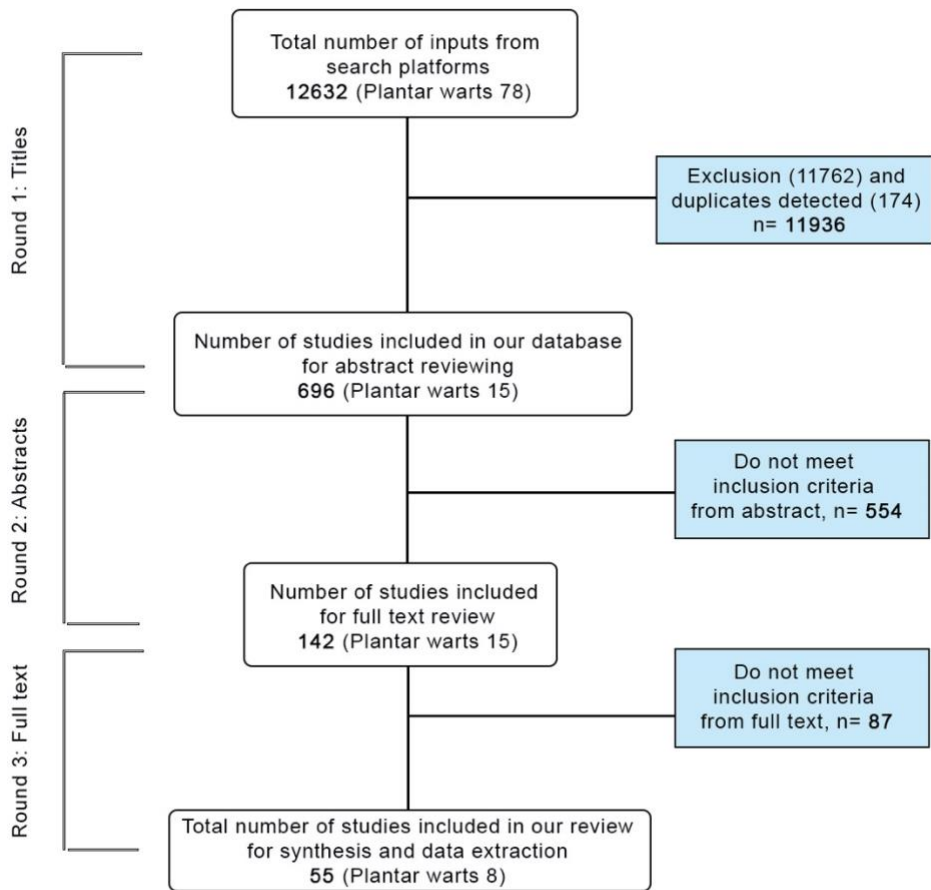 Round 1: Titles
Total number of inputs from
search platforms
12632 (Plantar warts 78)
Exclusion (11762) and
duplicates detected (174)
n= 11936
Number of studies included in our database
for abstract reviewing
696 (Plantar warts 15)
Round 2: Abstracts
Do not meet
inclusion criteria
from abstract, n= 554
Number of studies included
for full text review
142 (Plantar warts 15)
Round 3: Full text
Do not meet
inclusion criteria
from full text, n= 87
Total number of studies included in our review
for synthesis and data extraction
55 (Plantar warts 8)